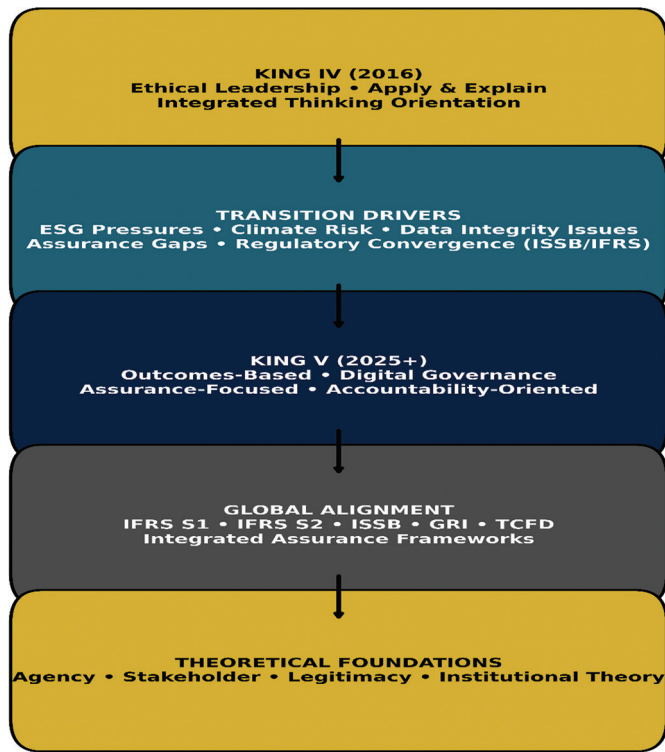 KING IV (2016)
Ethical Leadership • Apply & Explain
Integrated Thinking Orientation
TRANSITION DRIVERS
ESG Pressures • Climate Risk • Data Integrity Issues
Assurance Gaps • Regulatory Convergence (ISSB/IFRS)
KING V (2025+)
Outcomes-Based • Digital Governance
Assurance-Focused • Accountability-Oriented
GLOBAL ALIGNMENT
IFRS S1 • IFRS S2 • ISSB • GRI • TCFD
Integrated Assurance Frameworks
THEORETICAL FOUNDATIONS
Agency • Stakeholder • Legitimacy • Institutional Theory